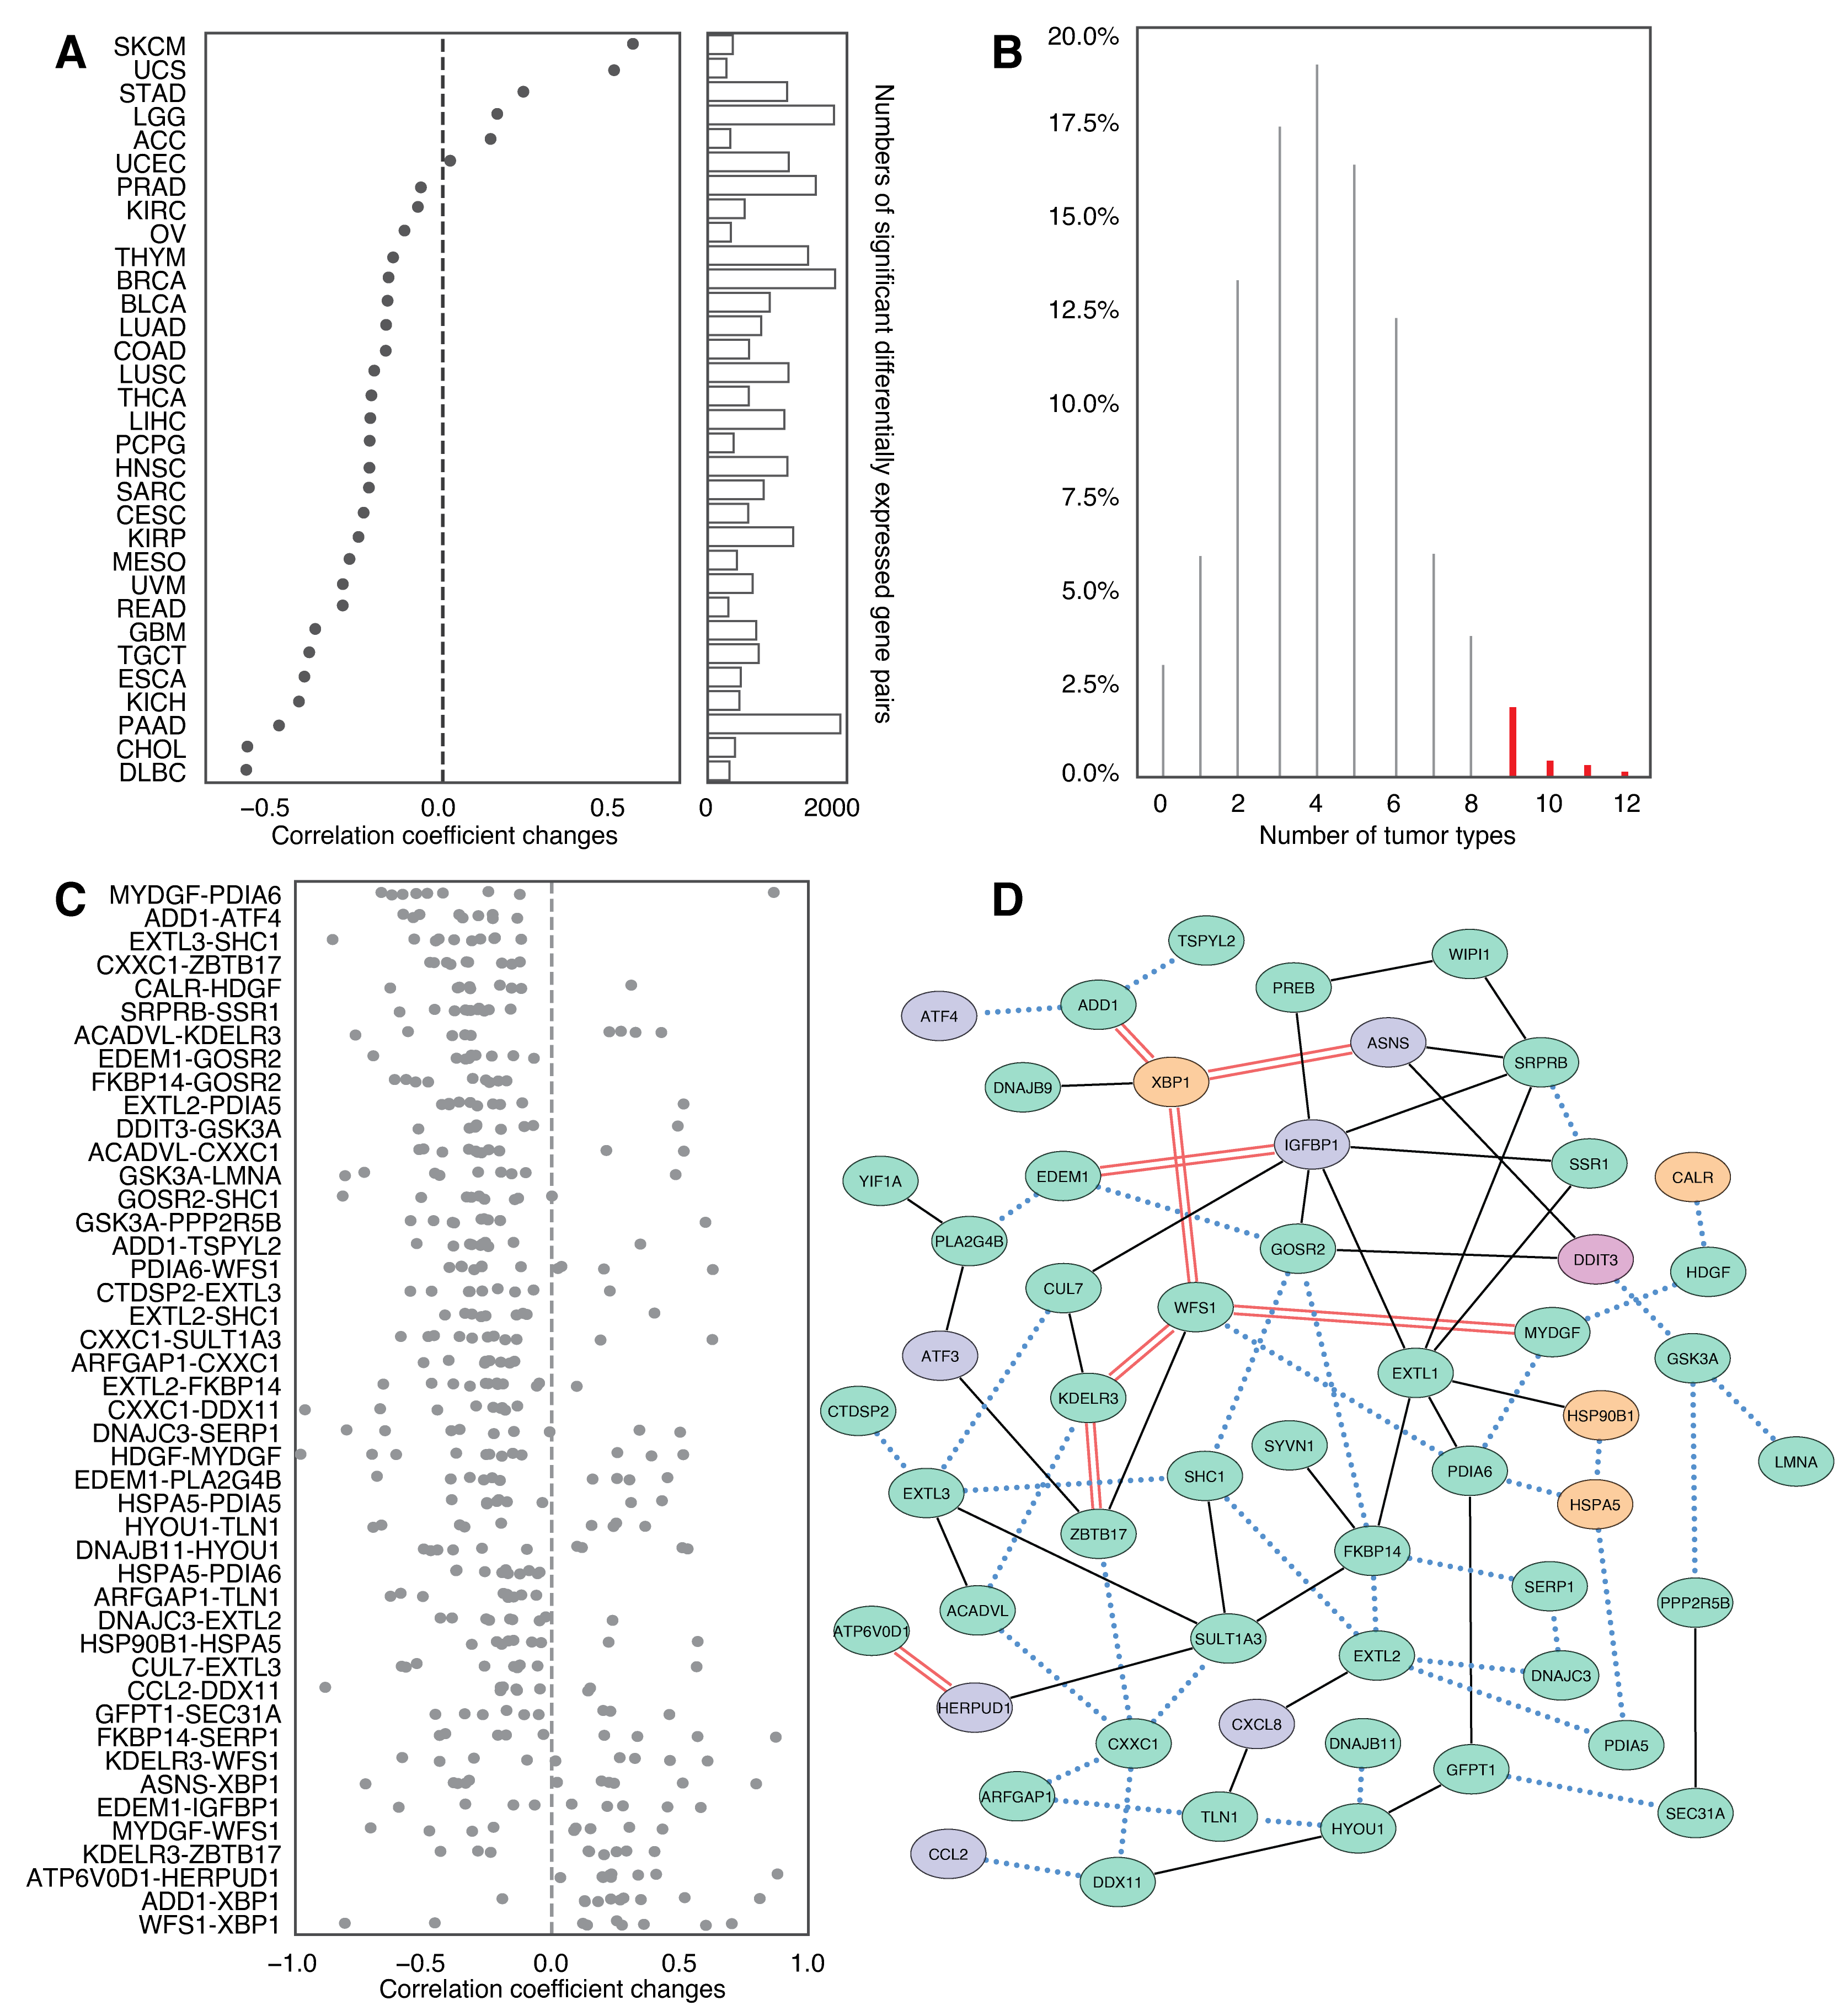 A
SKCM
UCS
STAD
LGG
ACC
UCEC
PRAD
KIRC
OV
THYM
BRCA
BLCA
LUAD
COAD
LUSC
THCA
LIHC
PCPG
HNSC
SARC
CESC
KIRP
MESO
UVM
READ
GBM
TGCT
ESCA
KICH
PAAD
CHOL
DLBC
−0.5 0.0 0.5
Correlation coefficient changes
0 2000
Numbers of significant differentially expressed gene pairs
B
20.0%
17.5%
15.0%
12.5%
10.0%
7.5%
5.0%
2.5%
0.0%
0 2 4 6 8 10 12
Number of tumor types
C
MYDGF-PDIA6
ADD1-ATF4
EXTL3-SHC1
CXXC1-ZBTB17
CALR-HDGF
SRPRB-SSR1
ACADVL-KDELR3
EDEM1-GOSR2
FKBP14-GOSR2
EXTL2-PDIA5
DDIT3-GSK3A
ACADVL-CXXC1
GSK3A-LMNA
GOSR2-SHC1
GSK3A-PPP2R5B
ADD1-TSPYL2
PDIA6-WFS1
CTDSP2-EXTL3
EXTL2-SHC1
CXXC1-SULT1A3
ARFGAP1-CXXC1
EXTL2-FKBP14
CXXC1-DDX11
DNAJC3-SERP1
HDGF-MYDGF
EDEM1-PLA2G4B
HSPA5-PDIA5
HYOU1-TLN1
DNAJB11-HYOU1
HSPA5-PDIA6
ARFGAP1-TLN1
DNAJC3-EXTL2
HSP90B1-HSPA5
CUL7-EXTL3
CCL2-DDX11
GFPT1-SEC31A
FKBP14-SERP1
KDELR3-WFS1
ASNS-XBP1
EDEM1-IGFBP1
MYDGF-WFS1
KDELR3-ZBTB17
ATP6V0D1-HERPUD1
ADD1-XBP1
WFS1-XBP1
−1.0 −0.5 0.0 0.5 1.0
Correlation coefficient changes
D
TSPYL2
WIPI1
PREB
ADD1
ATF4
ASNS
SRPRB
XBP1
DNAJB9
IGFBP1
SSR1
EDEM1
YIF1A
CALR
PLA2G4B
GOSR2
DDIT3
HDGF
CUL7
WFS1
MYDGF
ATF3
GSK3A
EXTL1
KDELR3
CTDSP2
HSP90B1
SYVN1
LMNA
PDIA6
SHC1
EXTL3
HSPA5
ZBTB17
FKBP14
SERP1
PPP2R5B
ACADVL
ATP6V0D1
SULT1A3
EXTL2
DNAJC3
HERPUD1
CXCL8
CXXC1
DNAJB11
PDIA5
GFPT1
ARFGAP1
SEC31A
TLN1
HYOU1
CCL2
DDX11